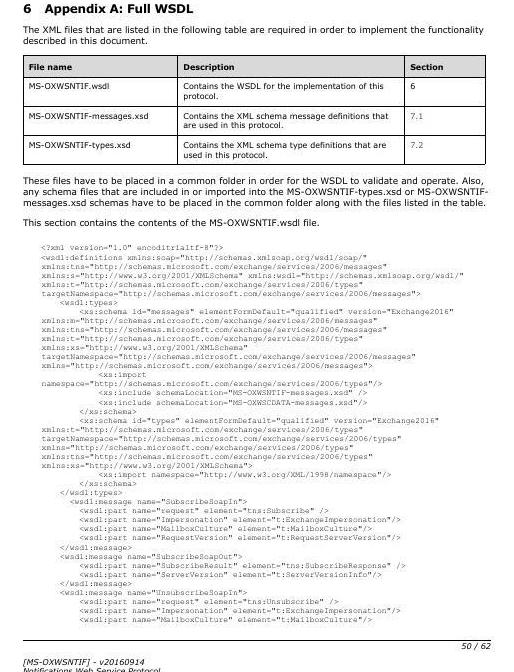 6 Appendix A: Full WSDL
The XML files that are listed in the following table are required in order to implement the functionality
described in this document.
File name Description Section
MS-OXWSNTIF.wsdl Contains the WSDL for the implementation of this 6
protocol.
MS-OXWSNTIF-messages.xsd Contains the XML schema message definitions that 7.1
are used in this protocol.
MS-OXWSNTIF-types.xsd Contains the XML schema type definitions that are 7.2
used in this protocol.
These files have to be placed in a common folder in order for the WSDL to validate and operate. Also,
any schema files that are included in or imported into the MS-OXWSNTIF-types.xsd or MS-OXWSNTIF-
messages.xsd schemas have to be placed in the common folder along with the files listed in the table.
This section contains the contents of the MS-OXWSNTIF.wsdl file.
<?xml version="1.0" encoditrialtf-8"?>
<wsdl:definitions xmlns:soap="http://schemas.xmlsoap.org/wsdl/soap/"
xmlns:tns="http://schemas.microsoft.com/exchange/services/2006/messages"
xmlns:s="http://www.w3.org/2001/XMLSchema" xmlns:wsdl="http://schemas.xmlsoap.org/wsdl/"
xmlns:t="http://schemas.microsoft.com/exchange/services/2006/types"
targetNamespace="http://schemas.microsoft.com/exchange/services/2006/messages">
<wsdl:types>
<xs:schema id="messages" elementFormDefault="qualified" version="Exchange2016"
xmlns:m="http://schemas.microsoft.com/exchange/services/2006/messages"
xmlns:tns="http://schemas.microsoft.com/exchange/services/2006/messages"
xmlns:t="http://schemas.microsoft.com/exchange/services/2006/types"
xmlns:xs="http://www.w3.org/2001/XMLSchema"
targetNamespace="http://schemas.microsoft.com/exchange/services/2006/messages"
xmlns="http://schemas.microsoft.com/exchange/services/2006/messages">
<xs:import
namespace="http://schemas.microsoft.com/exchange/services/2006/types"/>
<xs:include schemaLocation="MS-OXWSNTIF-messages.xsd" />
<xs:include schemaLocation="MS-OXWSCDATA-messages.xsd"/>
</xs:schema>
<xs:schema id="types" elementFormDefault="qualified" version="Exchange2016"
xmlns:t="http://schemas.microsoft.com/exchange/services/2006/types"
targetNamespace="http://schemas.microsoft.com/exchange/services/2006/types"
xmlns="http://schemas.microsoft.com/exchange/services/2006/types"
xmlns:tns="http://schemas.microsoft.com/exchange/services/2006/types"
xmlns:xs="http://www.w3.org/2001/XMLSchema">
<xs:import namespace="http://www.w3.org/XML/1998/namespace"/>
</xs:schema>
</wsdl:types>
<wsdl:message name="SubscribeSoapIn">
<wsdl:part name="request" element="tns:Subscribe" />
<wsdl:part name="Impersonation" element="t:ExchangeImpersonation"/>
<wsdl:part name="MailboxCulture" element="t:MailboxCulture"/>
<wsdl:part name="RequestVersion" element="t:RequestServerVersion"/>
</wsdl:message>
<wsdl:message name="SubscribeSoapOut">
<wsdl:part name="SubscribeResult" element="tns:SubscribeResponse" />
<wsdl:part name="ServerVersion" element="t:ServerVersionInfo"/>
</wsdl:message>
<wsdl:message name="UnsubscribeSoapIn">
<wsdl:part name="request" element="tns:Unsubscribe" />
<wsdl:part name="Impersonation" element="t:ExchangeImpersonation"/>
<wsdl:part name="MailboxCulture" element="t:MailboxCulture"/>
50 / 62
[MS-OXWSNTIF] - v20160914
Notifications Web Service Protocol